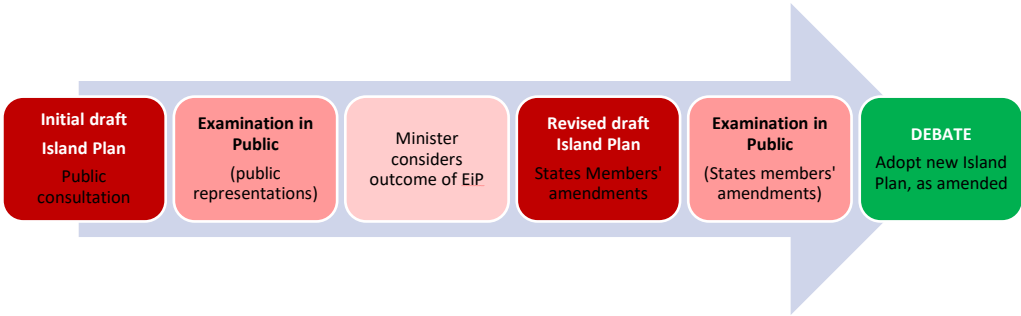 Initial draft
Island Plan
Public
consultation
Examination in
Public
(public
representations)
Minister
considers
outcome of EiP
Revised draft
Island Plan
States Members'
amendments
Examination in
Public
(States members'
amendments)
DEBATE
Adopt new Island
Plan, as amended